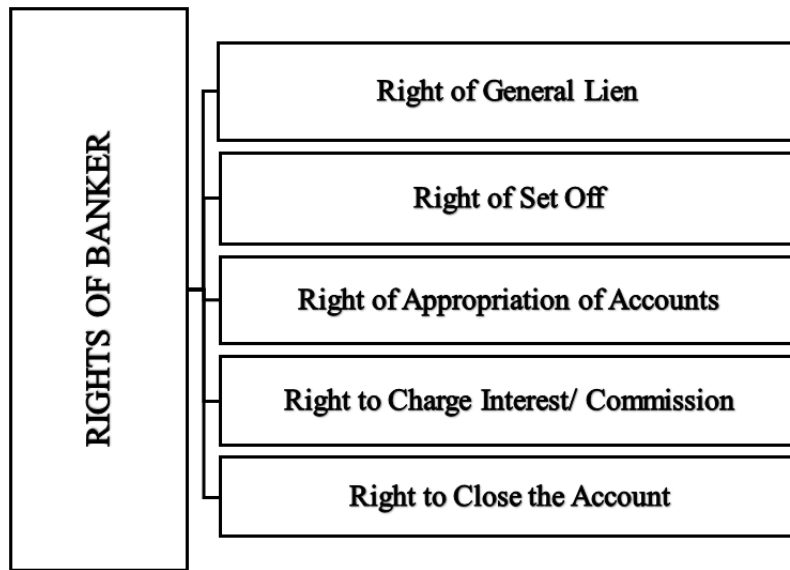 RIGHTS OF BANKER
Right of General Lien
Right of Set Off
Right of Appropriation of Accounts
Right to Charge Interest/ Commission
Right to Close the Account